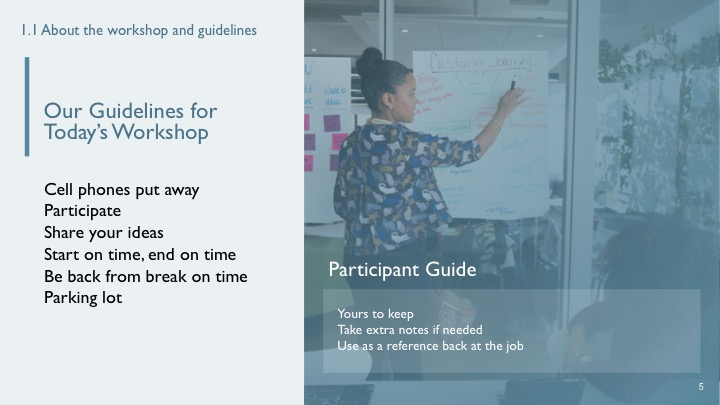 1.1 About the workshop and guidelines
Our Guidelines for
Today's Workshop
Cell phones put away
Participate
Share your ideas
Start on time, end on time
Be back from break on time
Parking lot
Participant Guide
Yours to keep
Take extra notes if needed
Use as a reference back at the job
5